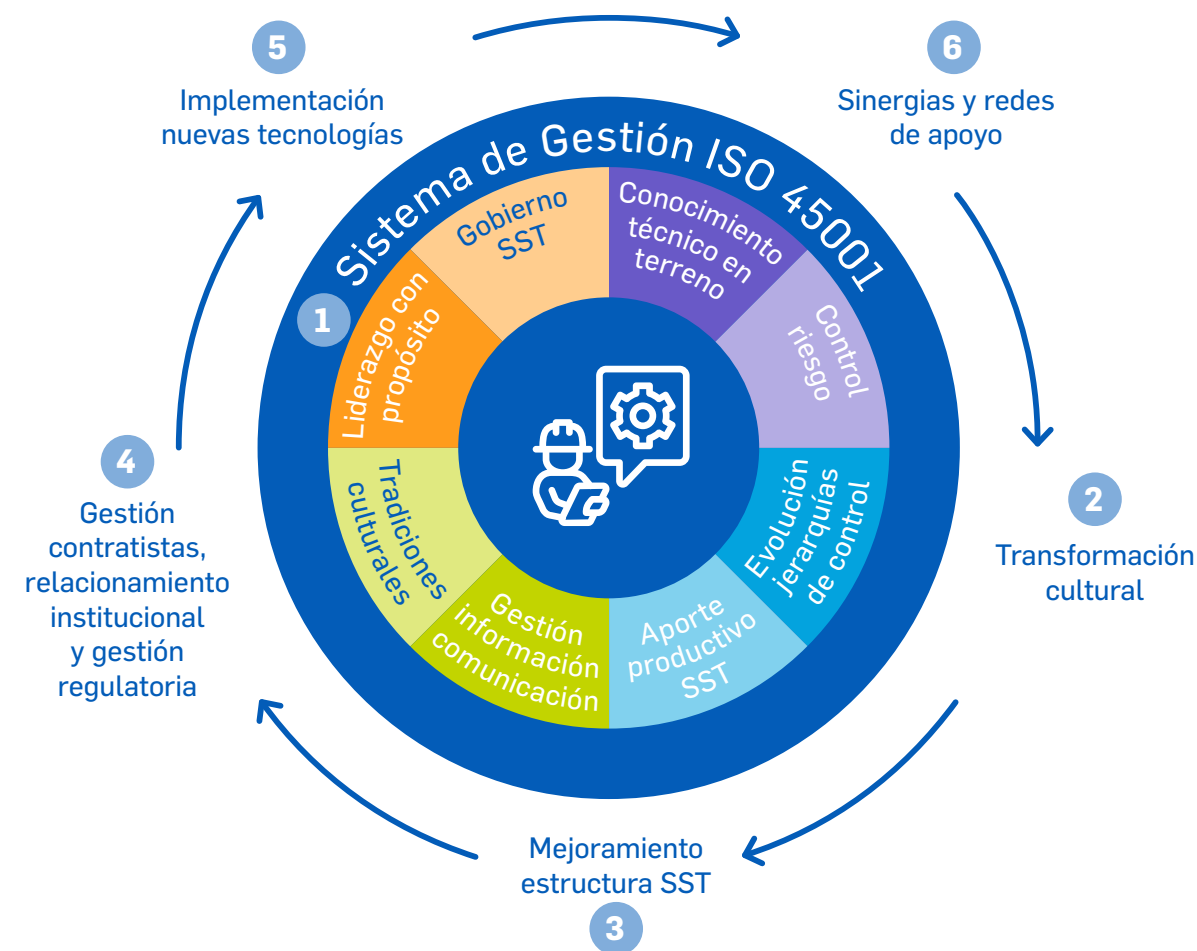 5
Implementación
nuevas tecnologías
6
Sinergias y redes
de apoyo
Sistema de Gestión ISO 45001
1
Gobierno
SST
Conocimiento
técnico en
terreno
Control
riesgo
Evolución
jerarquías
de control
Aporte
productivo
SST
Gestión
información
comunicación
Tradiciones
culturales
Liderazgo con
propósito
2
Transformación
cultural
4
Gestión
contratistas,
relacionamiento
institucional
y gestión
regulatoria
Mejoramiento
estructura SST
3